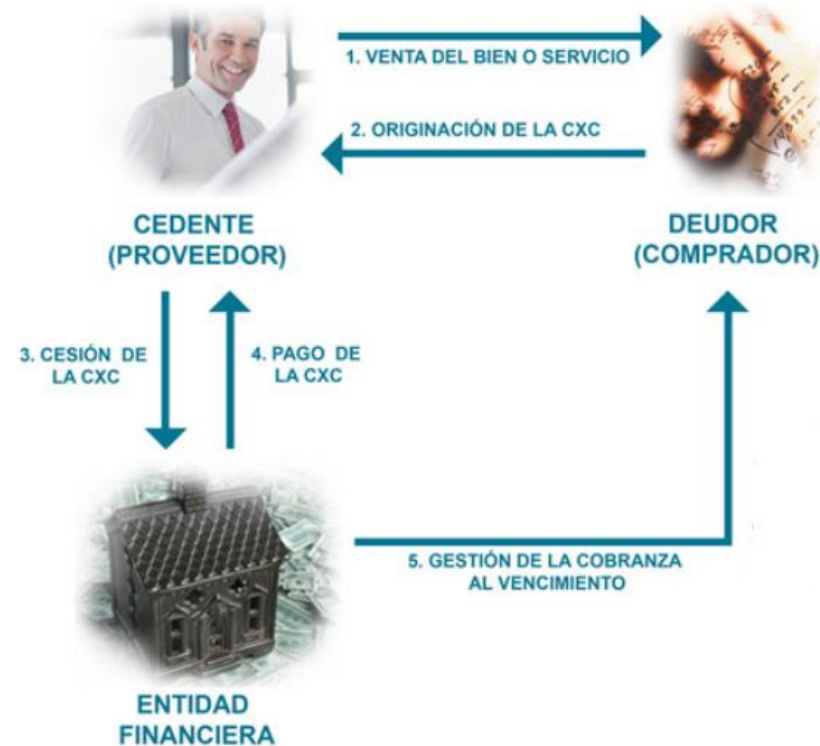 1. VENTA DEL BIEN O SERVICIO
2. ORIGINACIÓN DE LA CXC
CEDENTE
(PROVEEDOR)
DEUDOR
(COMPRADOR)
3. CESIÓN DE
LA CXC
4. PAGO DE
LA CXC
5. GESTIÓN DE LA COBRANZA
AL VENCIMIENTO
ENTIDAD
FINANCIERA